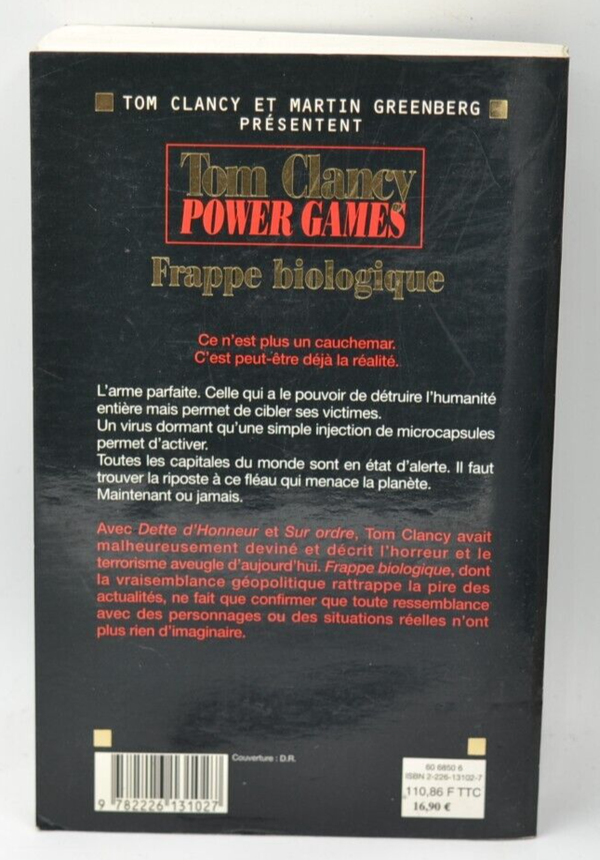 TOM CLANCY ET MARTIN GREENBERG
PRÉSENTENT
Tom Clancy
POWER GAMES
Frappe biologique
Ce n'est plus un cauchemar.
C'est peut-être déjà la réalité.
L'arme parfaite. Celle qui a le pouvoir de détruire l'humanité
entière mais permet de cibler ses victimes.
Un virus dormant qu'une simple injection de microcapsules
permet d'activer.
Toutes les capitales du monde sont en état d'alerte. Il faut
trouver la riposte à ce fléau qui menace la planète.
Maintenant ou jamais.
Avec Dette d'Honneur et Sur ordre, Tom Clancy avait
malheureusement deviné et décrit l'horreur et le
terrorisme aveugle d'aujourd'hui. Frappe biologique, dont
la vraisemblance géopolitique rattrappe la pire des
actualités, ne fait que confirmer que toute ressemblance
avec des personnages ou des situations réelles n'ont
plus rien d'imaginaire.
Couverture : D.R.
9 782226 131027
60 6850 6
ISBN 2-226-13102-7
110,86 F TTC
16,90 €